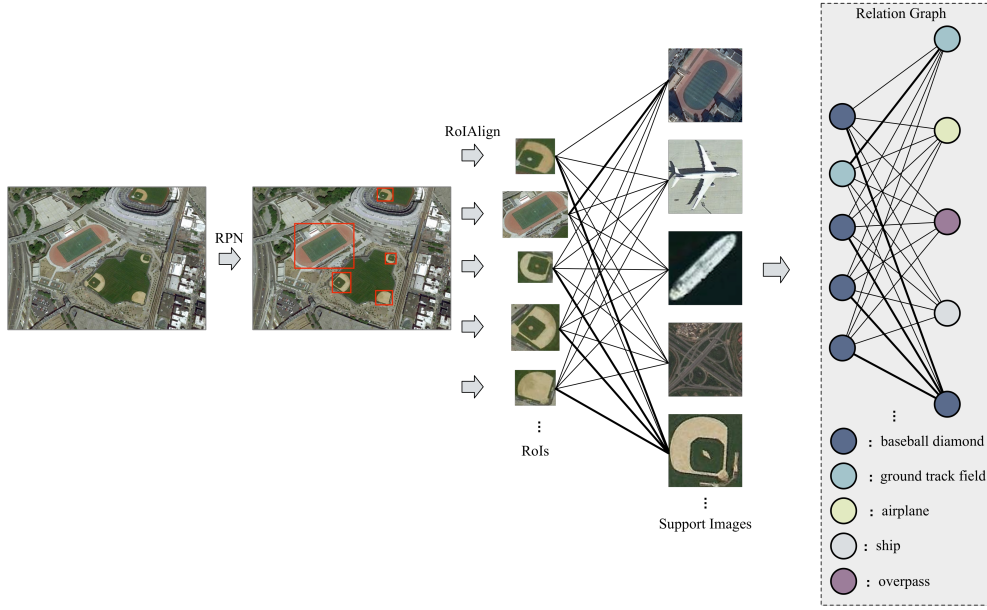 Relation Graph
RoIAlign
RPN
⋮
RoIs
⋮
Support Images
⋮
: baseball diamond
: ground track field
: airplane
: ship
: overpass